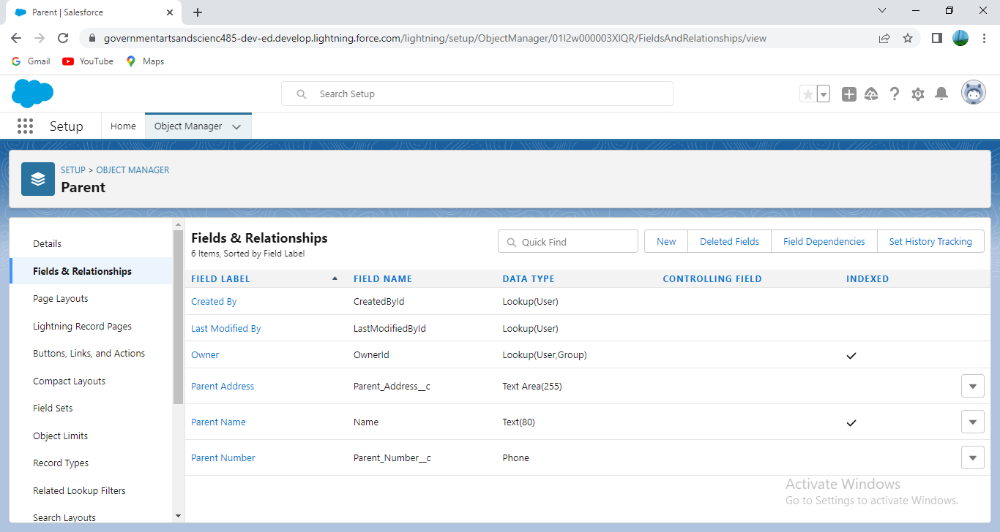 Parent | Salesforce
governmentartsandscienc485-dev-ed.develop.lightning.force.com/lightning/setup/ObjectManager/01I2w000003XlQR/FieldsAndRelationships/view
Gmail YouTube Maps
Search Setup
Setup Home Object Manager
SETUP > OBJECT MANAGER
Parent
Details
Fields & Relationships
Page Layouts
Lightning Record Pages
Buttons, Links, and Actions
Compact Layouts
Field Sets
Object Limits
Record Types
Related Lookup Filters
Search Layouts
Fields & Relationships
6 Items, Sorted by Field Label
Quick Find New Deleted Fields Field Dependencies Set History Tracking
FIELD LABEL FIELD NAME DATA TYPE CONTROLLING FIELD INDEXED
Created By CreatedById Lookup(User)
Last Modified By LastModifiedById Lookup(User)
Owner OwnerId Lookup(User,Group)
Parent Address Parent_Address__c Text Area(255)
Parent Name Name Text(80)
Parent Number Parent_Number__c Phone
Activate Windows
Go to Settings to activate Windows.